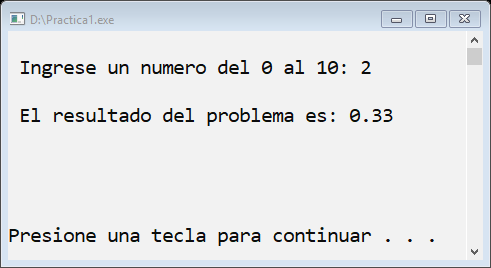 D:\Practica1.exe
Ingrese un numero del 0 al 10: 2
El resultado del problema es: 0.33
Presione una tecla para continuar . . .